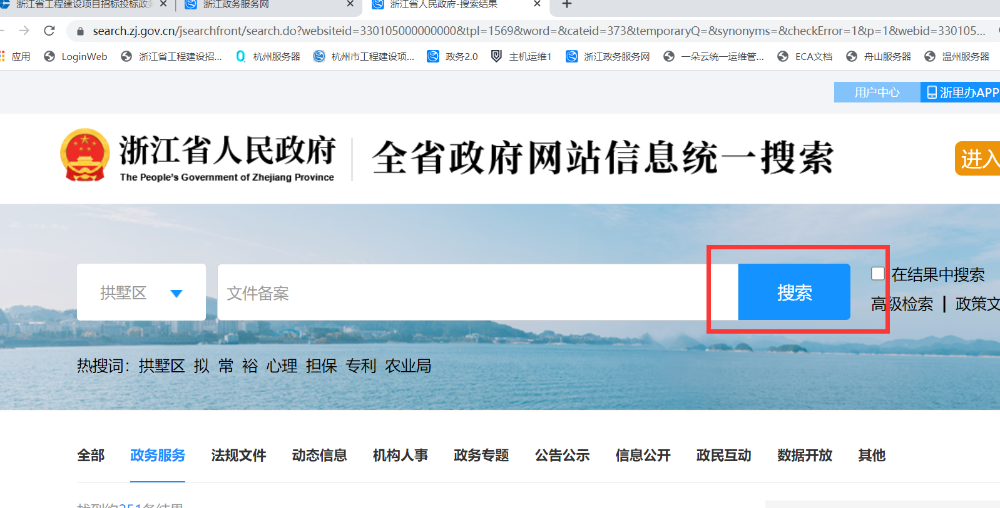 浙江省工程建设项目招标投标政务
浙江政务服务网
浙江省人民政府-搜索结果
search.zj.gov.cn/jsearchfront/search.do?websiteid=330105000000000&tpl=1569&word=&cateid=373&temporaryQ=&synonyms=&checkError=1&p=1&webid=330105...
应用
LoginWeb
浙江省工程建设招...
杭州服务器
杭州市工程建设项...
政务2.0
主机运维1
浙江政务服务网
一朵云统一运维管...
ECA文档
舟山服务器
温州服务器
用户中心
浙里办APP
浙江省人民政府
The People's Government of Zhejiang Province
全省政府网站信息统一搜索
进入
拱墅区
文件备案
搜索
在结果中搜索
高级检索 | 政策文
热搜词：拱墅区 拟 常 裕 心理 担保 专利 农业局
全部 政务服务 法规文件 动态信息 机构人事 政务专题 公告公示 信息公开 政民互动 数据开放 其他
找到约251条结果